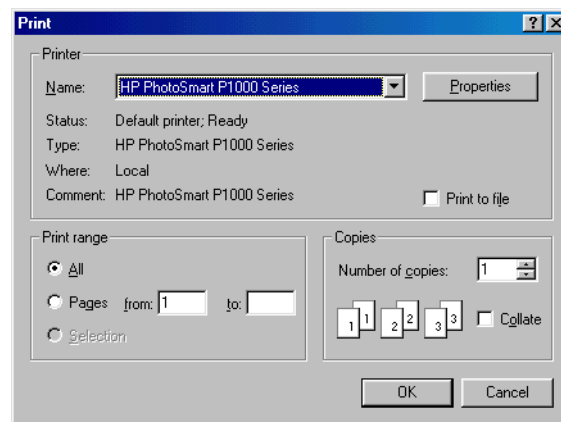 Print
Printer
Name: HP PhotoSmart P1000 Series Properties
Status: Default printer; Ready
Type: HP PhotoSmart P1000 Series
Where: Local
Comment: HP PhotoSmart P1000 Series Print to file
Print range
All
Pages from: 1 to:
Selection
Copies
Number of copies: 1
1 1 2 2 3 3 Collate
OK Cancel